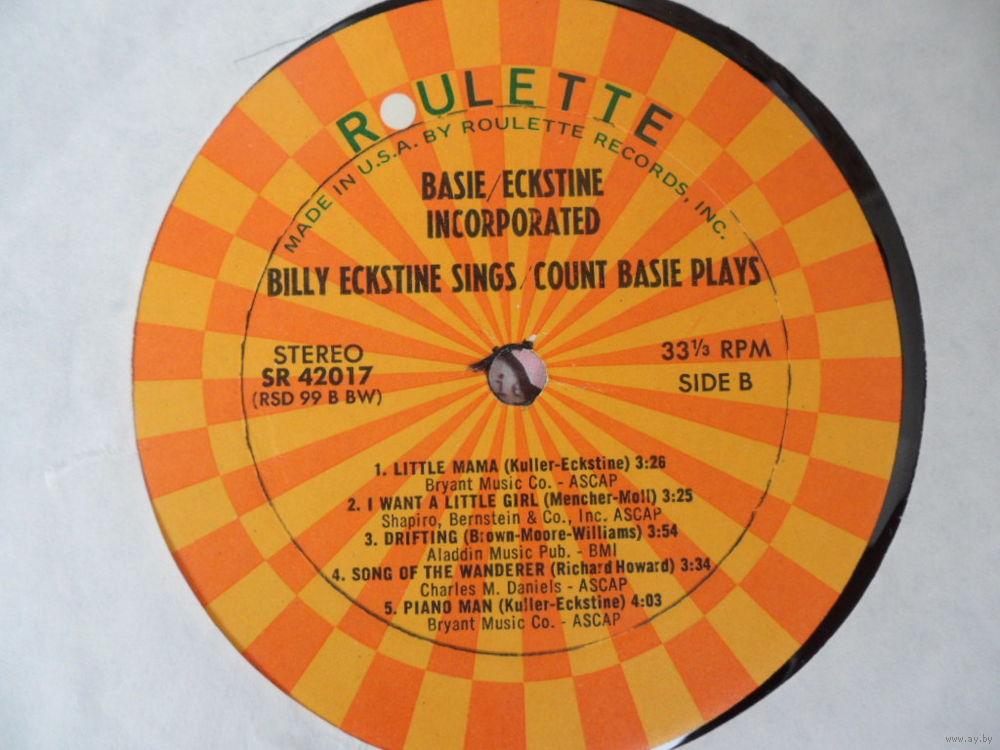 ROULETTE
MADE IN U.S.A. BY ROULETTE RECORDS, INC.
BASIE/ECKSTINE
INCORPORATED
BILLY ECKSTINE SINGS/COUNT BASIE PLAYS
STEREO
SR 42017
(RSD 99 B BW)
33 1/3 RPM
SIDE B
1. LITTLE MAMA (Kuller-Eckstine) 3:26
Bryant Music Co. - ASCAP
2. I WANT A LITTLE GIRL (Mencher-Moll) 3:25
Shapiro, Bernstein & Co., Inc. ASCAP
3. DRIFTING (Brown-Moore-Williams) 3:54
Aladdin Music Pub. - BMI
4. SONG OF THE WANDERER (Richard Howard) 3:34
Charles M. Daniels - ASCAP
5. PIANO MAN (Kuller-Eckstine) 4:03
Bryant Music Co. - ASCAP
www.ay.by